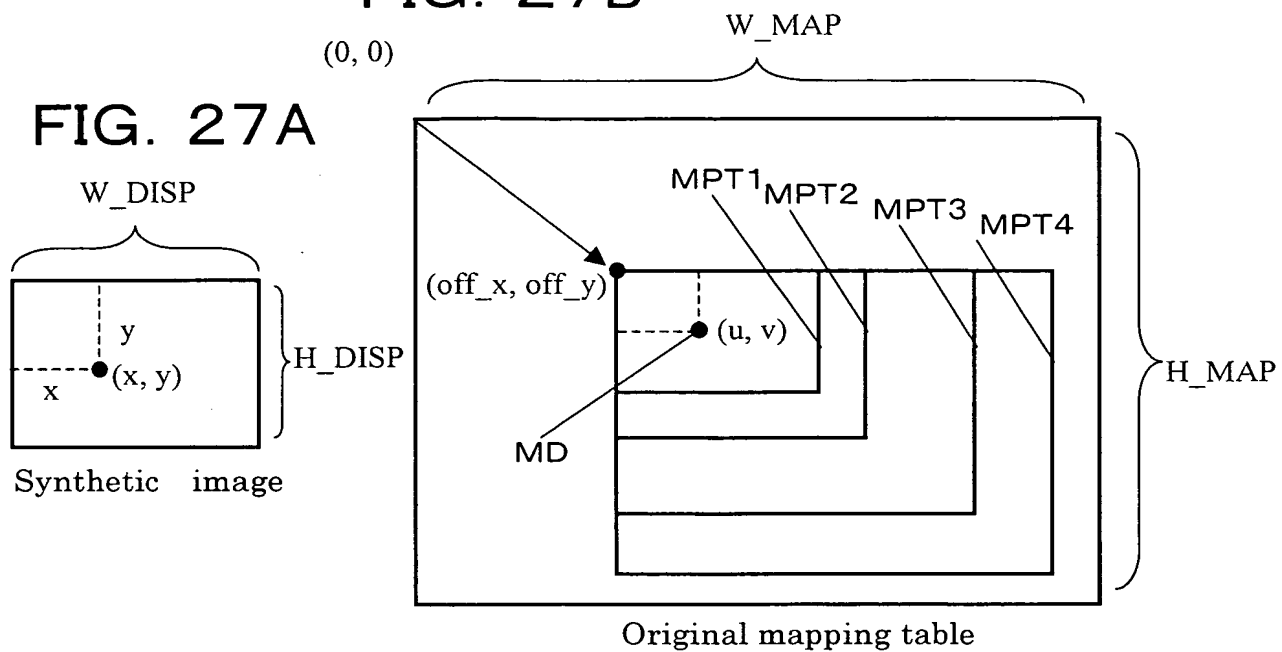 FIG. 27B
W_MAP
(0, 0)
FIG. 27A
W_DISP
MPT1
MPT2
MPT3
MPT4
(off_x, off_y)
y
(u, v)
H_DISP
(x, y)
x
H_MAP
MD
Synthetic image
Original mapping table